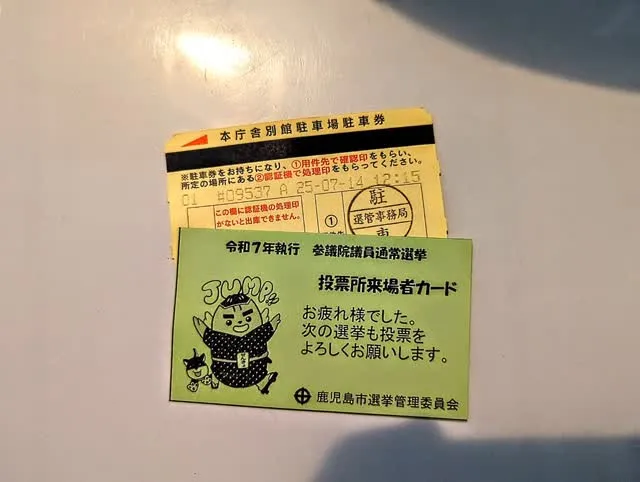 本庁舎別館駐車場駐車券
※駐車券をお持ちになり、①用件先で確認印をもらい、
所定の場所にある②認証機で処理印をもらってください。
01 #09537 A 25-07-14 12:15
この欄に認証機の処理印
がないと出庫できません。
①
駐
選管事務局
令和7年執行 参議院議員通常選挙
投票所来場者カード
JUMP!!
お疲れ様でした。
次の選挙も投票を
よろしくお願いします。
鹿児島市選挙管理委員会